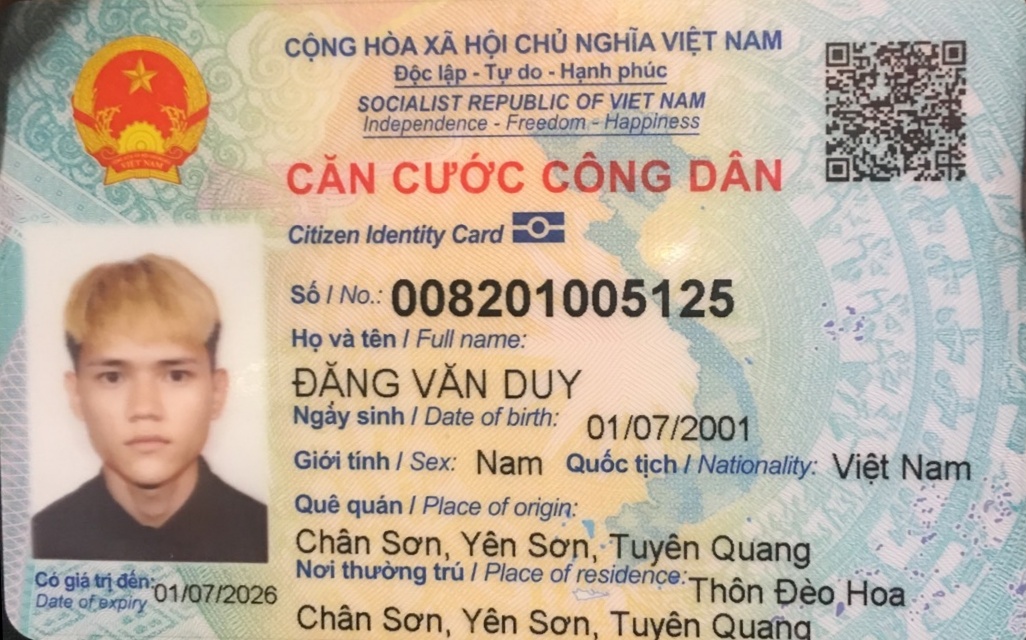 CỘNG HÒA XÃ HỘI CHỦ NGHĨA VIỆT NAM
Độc lập - Tự do - Hạnh phúc
SOCIALIST REPUBLIC OF VIET NAM
Independence - Freedom - Happiness
CĂN CƯỚC CÔNG DÂN
Citizen Identity Card
Số / No.: 008201005125
Họ và tên / Full name:
ĐẶNG VĂN DUY
Ngày sinh / Date of birth: 01/07/2001
Giới tính / Sex: Nam Quốc tịch / Nationality: Việt Nam
Quê quán / Place of origin:
Chân Sơn, Yên Sơn, Tuyên Quang
Nơi thường trú / Place of residence: Thôn Đèo Hoa
Chân Sơn, Yên Sơn, Tuyên Quang
Có giá trị đến: 01/07/2026
Date of expiry
VIỆT NAM